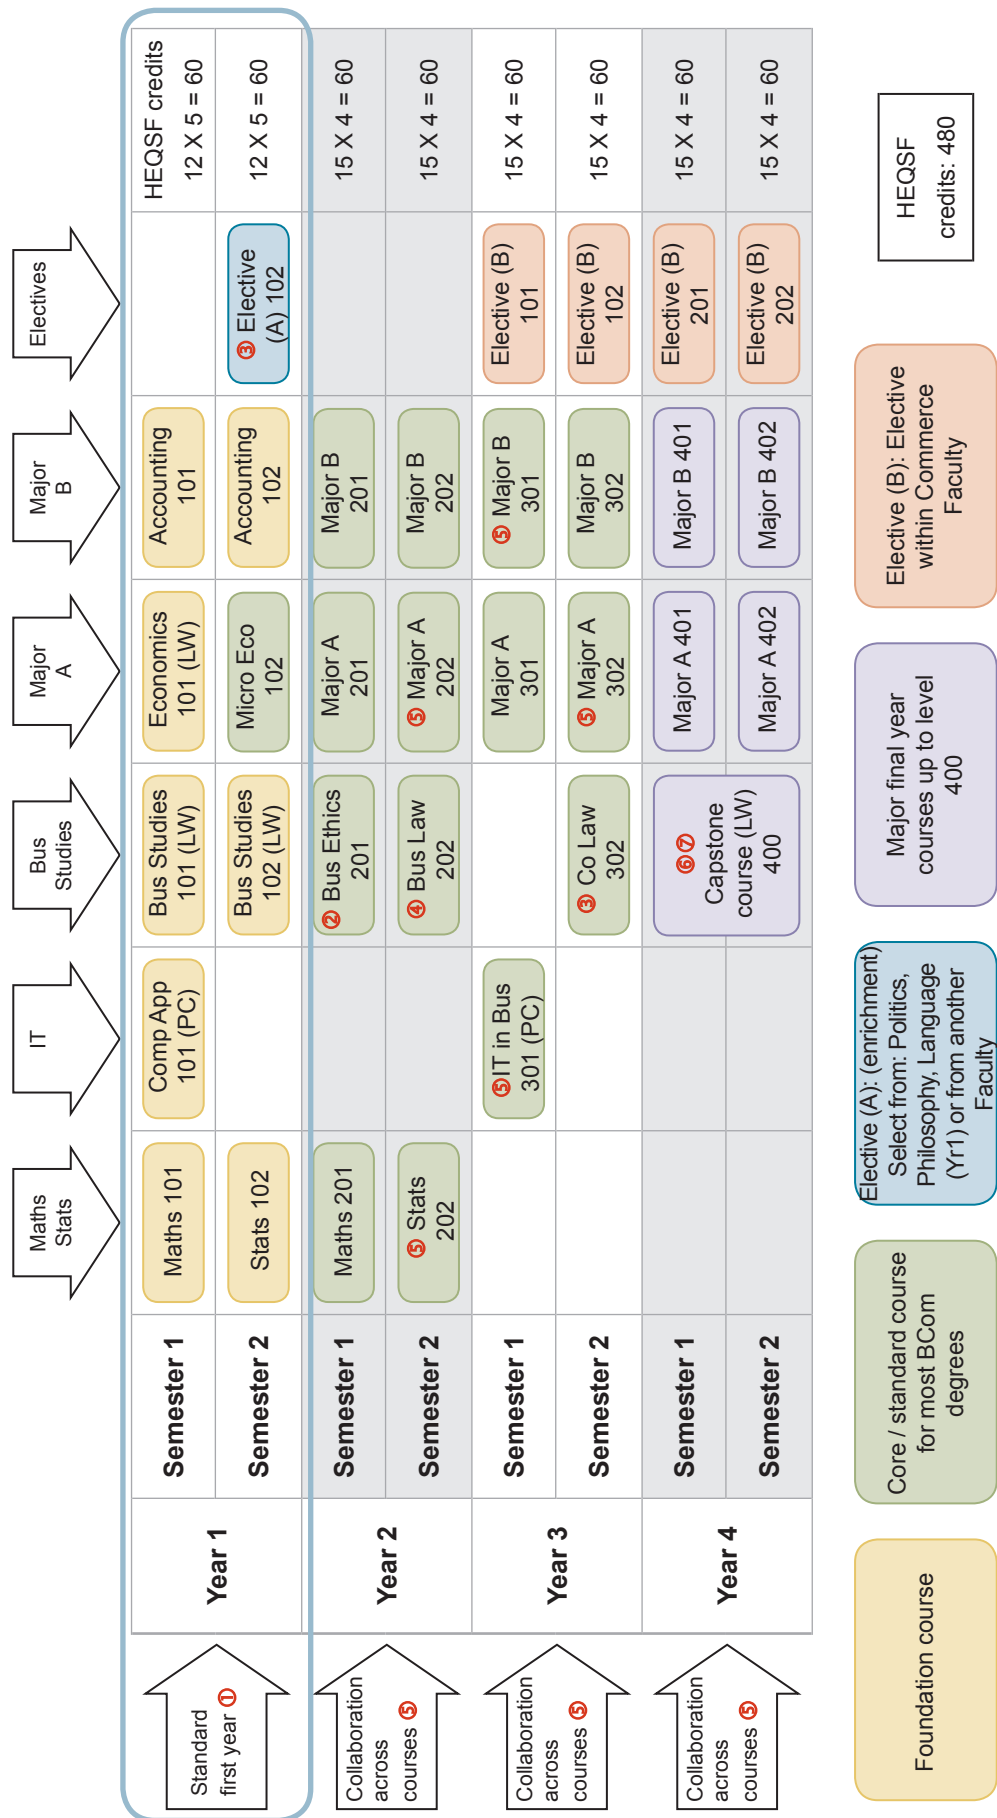 Maths
Stats
IT
Bus
Studies
Major
A
Major
B
Electives
Standard
first year ①
Year 1
Semester 1
Maths 101
Comp App
101 (PC)
Bus Studies
101 (LW)
Economics
101 (LW)
Accounting
101
HEQSF credits
12 X 5 = 60
Semester 2
Stats 102
Bus Studies
102 (LW)
Micro Eco
102
Accounting
102
③ Elective
(A) 102
12 X 5 = 60
Collaboration
across
courses ⑤
Year 2
Semester 1
Maths 201
② Bus Ethics
201
Major A
201
Major B
201
15 X 4 = 60
Semester 2
⑤ Stats
202
④ Bus Law
202
⑤ Major A
202
Major B
202
15 X 4 = 60
Collaboration
across
courses ⑤
Year 3
Semester 1
⑤IT in Bus
301 (PC)
Major A
301
⑤ Major B
301
Elective (B)
101
15 X 4 = 60
Semester 2
③ Co Law
302
⑤ Major A
302
Major B
302
Elective (B)
102
15 X 4 = 60
Collaboration
across
courses ⑤
Year 4
Semester 1
⑥⑦
Capstone
course (LW)
400
Major A 401
Major B 401
Elective (B)
201
15 X 4 = 60
Semester 2
Major A 402
Major B 402
Elective (B)
202
15 X 4 = 60
Foundation course
Core / standard course
for most BCom
degrees
Elective (A): (enrichment)
Select from: Politics,
Philosophy, Language
(Yr1) or from another
Faculty
Major final year
courses up to level
400
Elective (B): Elective
within Commerce
Faculty
HEQSF
credits: 480